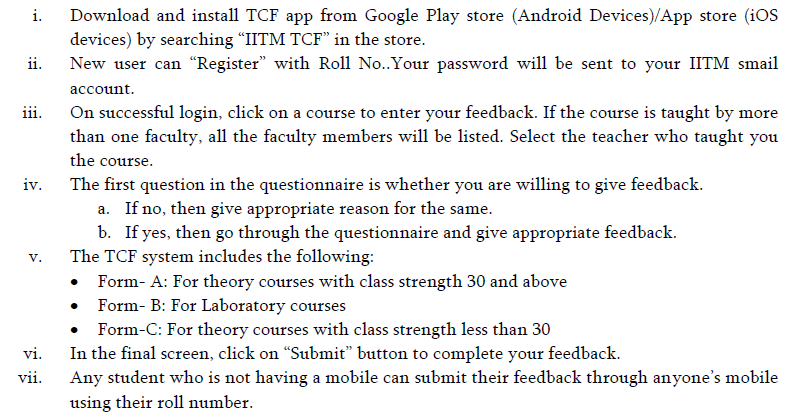 i. Download and install TCF app from Google Play store (Android Devices)/App store (iOS
devices) by searching “IITM TCF” in the store.
ii. New user can “Register” with Roll No..Your password will be sent to your IITM smail
account.
iii. On successful login, click on a course to enter your feedback. If the course is taught by more
than one faculty, all the faculty members will be listed. Select the teacher who taught you
the course.
iv. The first question in the questionnaire is whether you are willing to give feedback.
a. If no, then give appropriate reason for the same.
b. If yes, then go through the questionnaire and give appropriate feedback.
v. The TCF system includes the following:
• Form- A: For theory courses with class strength 30 and above
• Form- B: For Laboratory courses
• Form-C: For theory courses with class strength less than 30
vi. In the final screen, click on “Submit” button to complete your feedback.
vii. Any student who is not having a mobile can submit their feedback through anyone’s mobile
using their roll number.